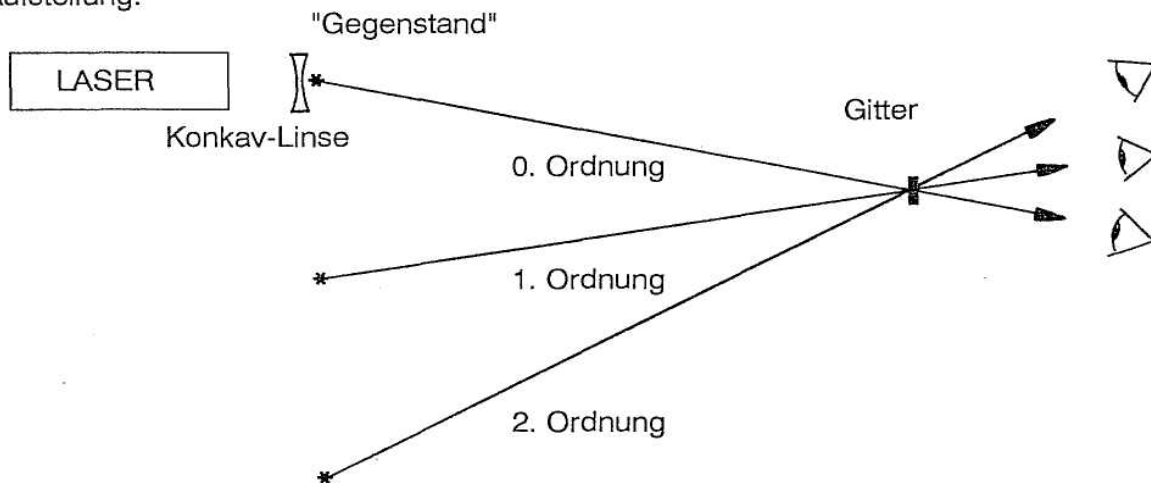 "Gegenstand"
LASER
Konkav-Linse
Gitter
0. Ordnung
1. Ordnung
2. Ordnung